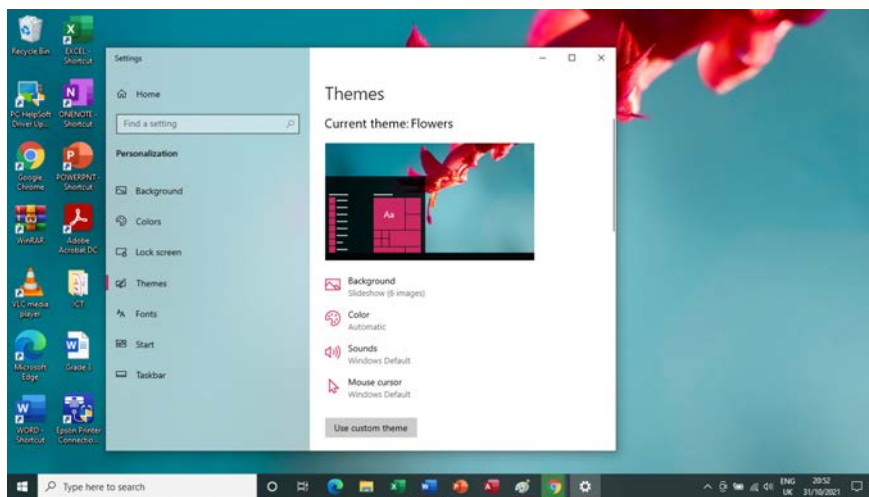 Recycle Bin
EXCEL -
Shortcut
PC HelpSoft
Driver Up...
ONENOTE -
Shortcut
Google
Chrome
POWERPNT -
Shortcut
WinRAR
Adobe
Acrobat DC
VLC media
player
ICT
Microsoft
Edge
Grade 3
WORD -
Shortcut
Epson Printer
Connectio...
Settings
Home
Find a setting
Personalization
Background
Colors
Lock screen
Themes
Fonts
Start
Taskbar
Themes
Current theme: Flowers
Aa
Background
Slideshow (6 images)
Color
Automatic
Sounds
Windows Default
Mouse cursor
Windows Default
Use custom theme
Type here to search
ENG
UK
20:52
31/10/2021